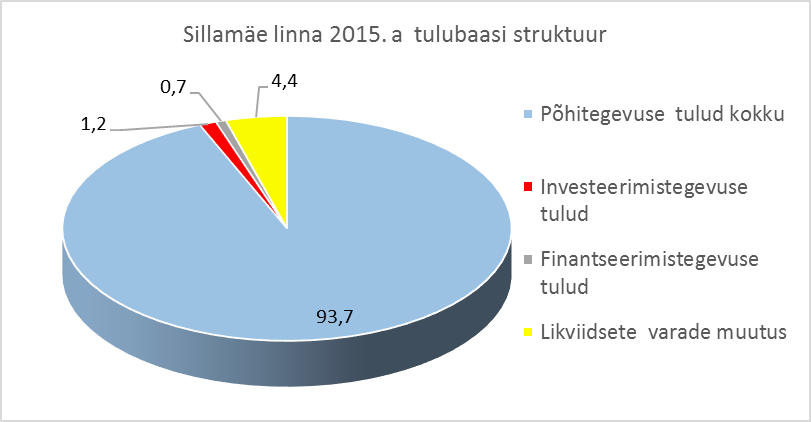 Sillamäe linna 2015. a tulubaasi struktuur
4,4
0,7
1,2
93,7
Põhitegevuse tulud kokku
Investeerimistegevuse
tulud
Finantseerimistegevuse
tulud
Likviidsete varade muutus